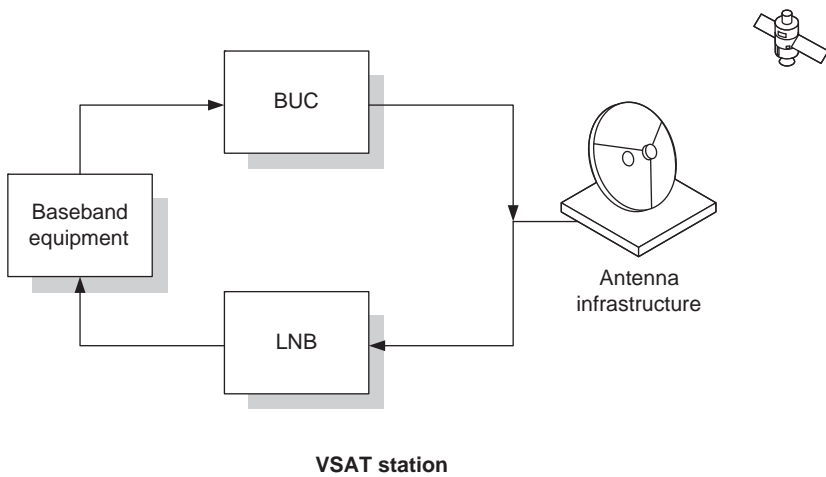 BUC
Baseband
equipment
Antenna
infrastructure
LNB
VSAT station